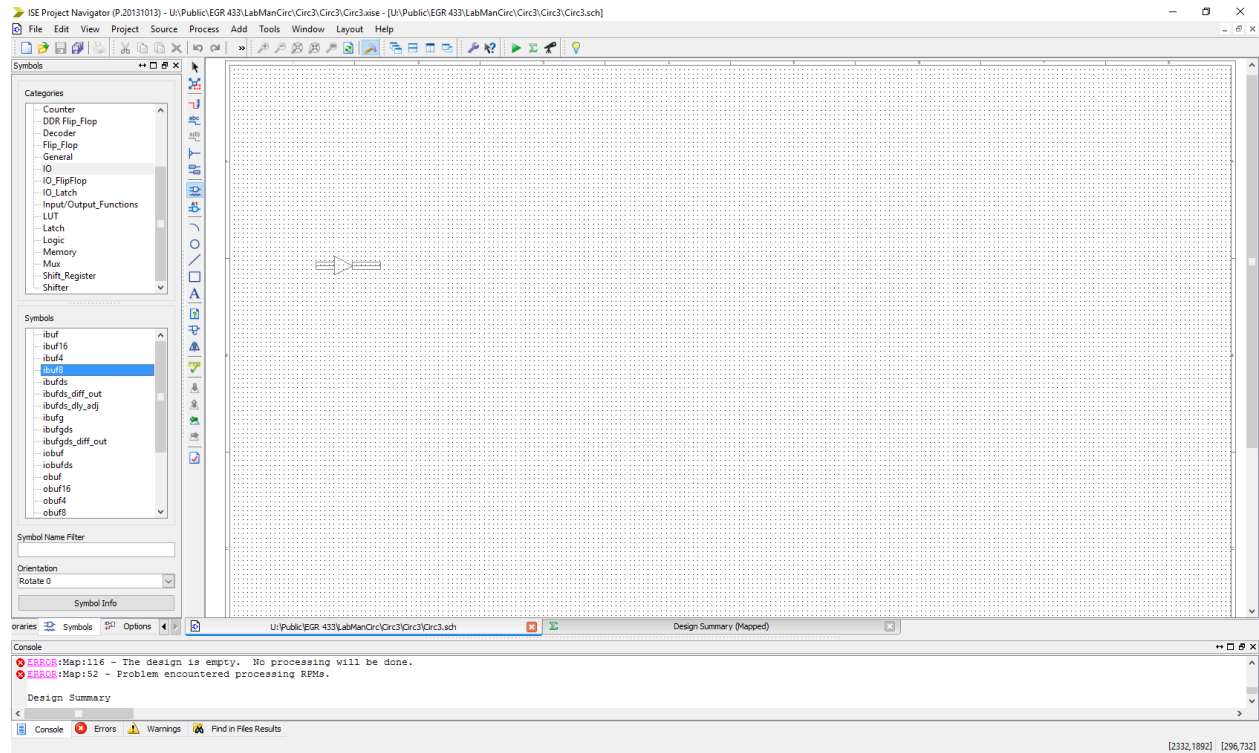 ISE Project Navigator (P.20131013) - U:\Public\EGR 433\LabManCirc\Circ3\Circ3\Circ3.xise - [U:\Public\EGR 433\LabManCirc\Circ3\Circ3\Circ3.sch]
File Edit View Project Source Process Add Tools Window Layout Help
Symbols
Categories
Counter
DDR Flip_Flop
Decoder
Flip_Flop
General
IO
IO_FlipFlop
IO_Latch
Input/Output_Functions
LUT
Latch
Logic
Memory
Mux
Shift_Register
Shifter
Symbols
ibuf
ibuf16
ibuf4
ibuf8
ibufds
ibufds_diff_out
ibufds_dly_adj
ibufg
ibufgds
ibufgds_diff_out
iobuf
iobufds
obuf
obuf16
obuf4
obuf8
Symbol Name Filter
Orientation
Rotate 0
Symbol Info
oraries Symbols Options
U:\Public\EGR 433\LabManCirc\Circ3\Circ3\Circ3.sch
Design Summary (Mapped)
Console
ERROR:Map:116 - The design is empty. No processing will be done.
ERROR:Map:52 - Problem encountered processing RPMs.
Design Summary
Console Errors Warnings Find in Files Results
[2332,1892] [296,732]